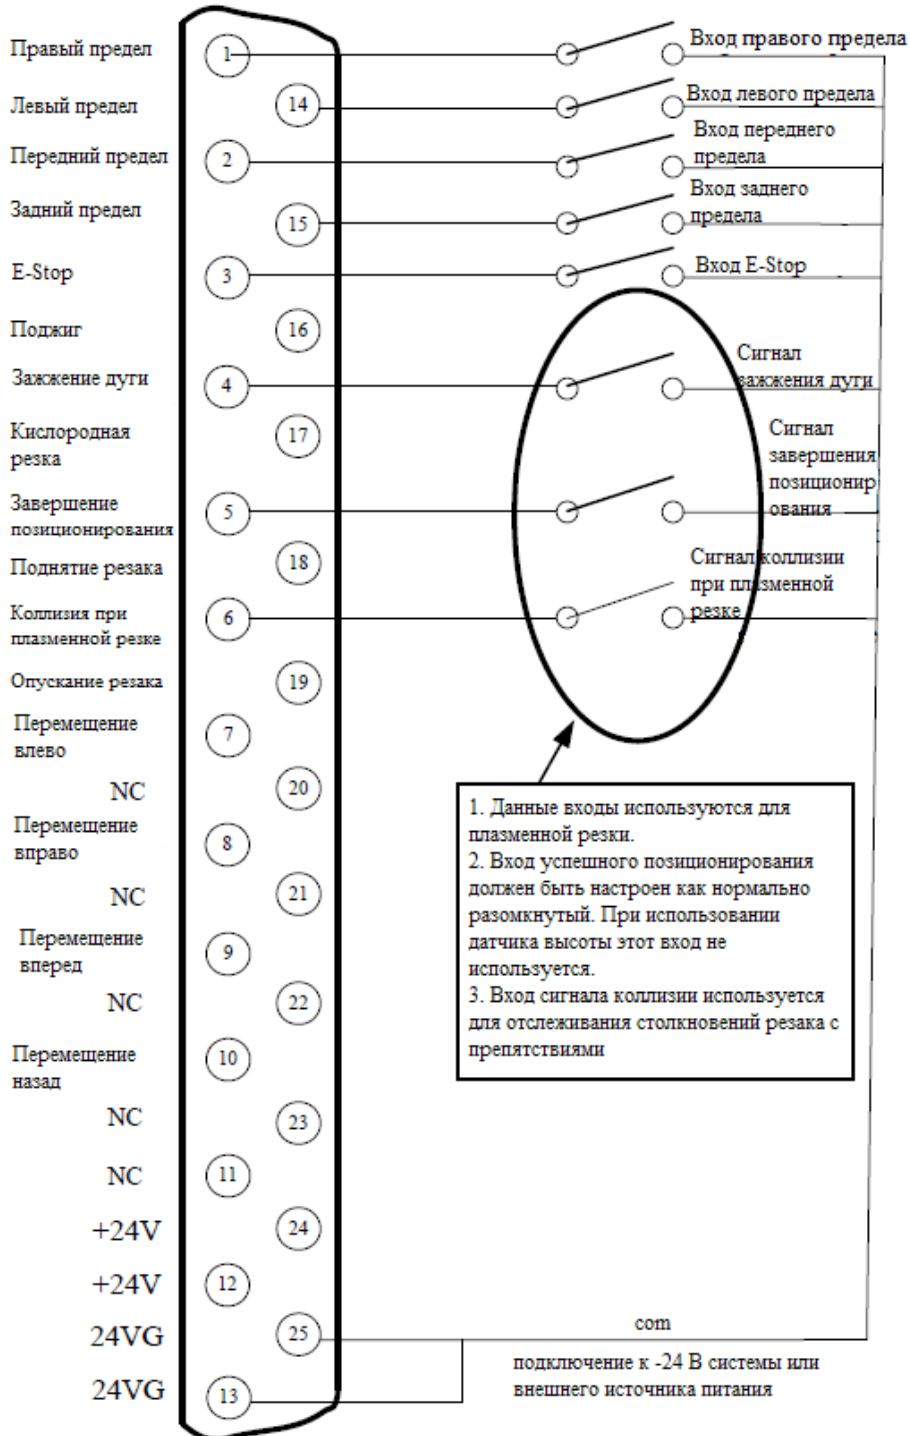 Правый предел
1
Вход правого предела
Левый предел
14
Вход левого предела
Передний предел
2
Вход переднего
предела
Задний предел
15
Вход заднего
предела
E-Stop
3
Вход E-Stop
Поджиг
16
Зажжение дуги
4
Сигнал
зажжения дуги
Кислородная
резка
17
Завершение
позиционирования
5
Сигнал
завершения
позиционир
ования
Поднятие резака
18
Коллизия при
плазменной резке
6
Сигнал коллизии
при плазменной
резке
Опускание резака
19
Перемещение
влево
7
NC
20
Перемещение
вправо
8
NC
21
Перемещение
вперед
9
NC
22
Перемещение
назад
10
NC
23
NC
11
+24V
24
+24V
12
24VG
25
24VG
13
1. Данные входы используются для
плазменной резки.
2. Вход успешного позиционирования
должен быть настроен как нормально
разомкнутый. При использовании
датчика высоты этот вход не
используется.
3. Вход сигнала коллизии используется
для отслеживания столкновений резака с
препятствиями
com
подключение к -24 В системы или
внешнего источника питания